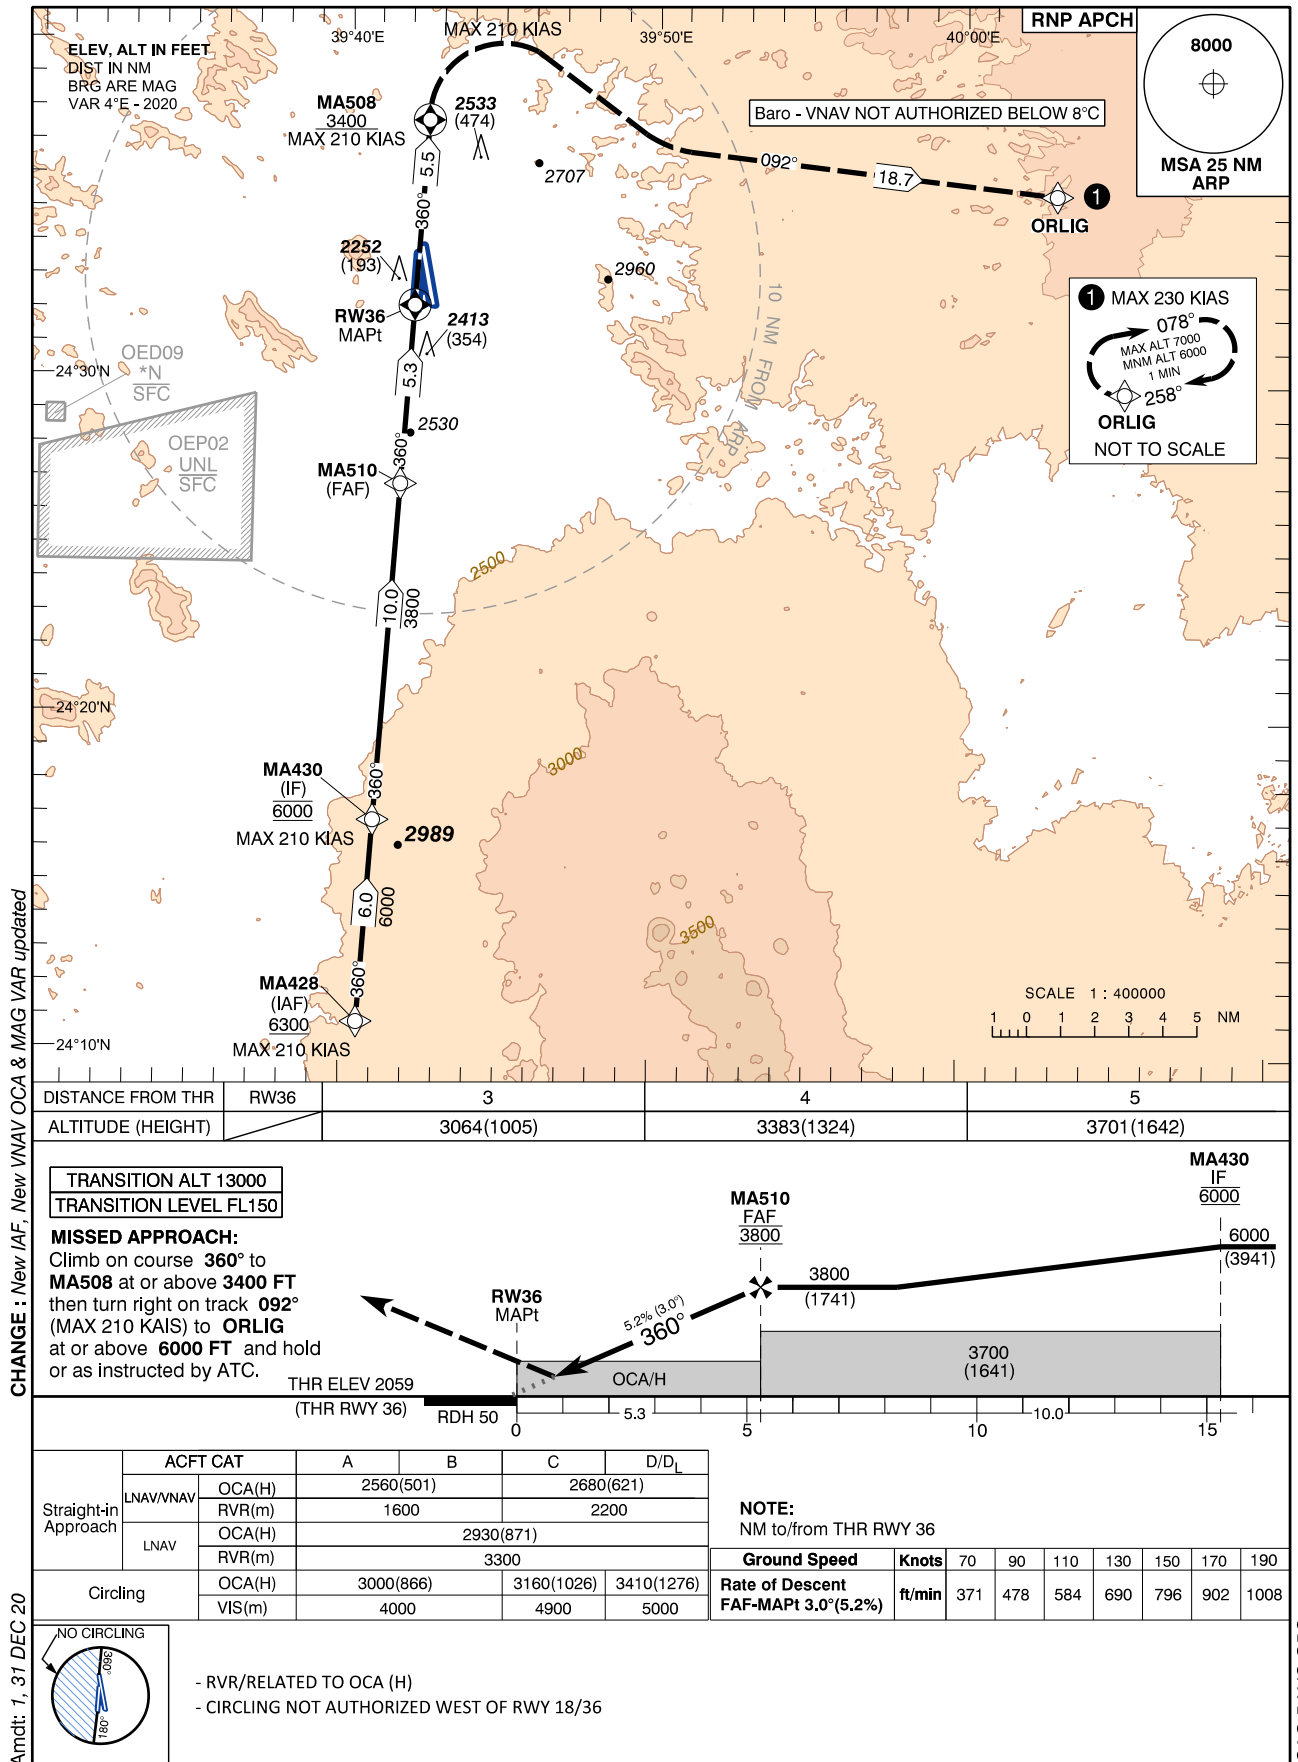 RNP APCH
ELEV, ALT IN FEET
DIST IN NM
BRG ARE MAG
VAR 4°E - 2020
39°40'E
MAX 210 KIAS
39°50'E
40°00'E
8000
MSA 25 NM
ARP
Baro - VNAV NOT AUTHORIZED BELOW 8°C
MA508
3400
MAX 210 KIAS
2533
(474)
2707
5.5
360°
092°
18.7
1
ORLIG
2252
(193)
2960
RW36
MAPt
2413
(354)
10 NM FROM ARP
1 MAX 230 KIAS
078°
MAX ALT 7000
MNM ALT 6000
1 MIN
258°
ORLIG
NOT TO SCALE
OED09
*N
SFC
24°30'N
5.3
2530
360°
OEP02
UNL
SFC
MA510
(FAF)
2500
10.0
3800
24°20'N
3000
MA430
(IF)
6000
MAX 210 KIAS
360°
2989
6.0
6000
3500
360°
MA428
(IAF)
6300
MAX 210 KIAS
24°10'N
SCALE 1 : 400000
1 0 1 2 3 4 5 NM
DISTANCE FROM THR RW36 3 4 5
ALTITUDE (HEIGHT) 3064(1005) 3383(1324) 3701(1642)
TRANSITION ALT 13000
TRANSITION LEVEL FL150
MISSED APPROACH:
Climb on course 360° to
MA508 at or above 3400 FT
then turn right on track 092°
(MAX 210 KAIS) to ORLIG
at or above 6000 FT and hold
or as instructed by ATC.
MA430
IF
6000
MA510
FAF
3800
6000
(3941)
3800
(1741)
RW36
MAPt
5.2% (3.0°)
360°
3700
(1641)
OCA/H
THR ELEV 2059
(THR RWY 36)
RDH 50
5.3
10.0
0 5 10 15
ACFT CAT A B C D/DL
Straight-in
Approach
LNAV/VNAV OCA(H) 2560(501) 2680(621)
RVR(m) 1600 2200
LNAV OCA(H) 2930(871)
RVR(m) 3300
Circling OCA(H) 3000(866) 3160(1026) 3410(1276)
VIS(m) 4000 4900 5000
NOTE:
NM to/from THR RWY 36
Ground Speed Knots 70 90 110 130 150 170 190
Rate of Descent
FAF-MAPt 3.0°(5.2%) ft/min 371 478 584 690 796 902 1008
NO CIRCLING
360°
180°
- RVR/RELATED TO OCA (H)
- CIRCLING NOT AUTHORIZED WEST OF RWY 18/36
CHANGE : New IAF, New VNAV OCA & MAG VAR updated
Amdt: 1, 31 DEC 20